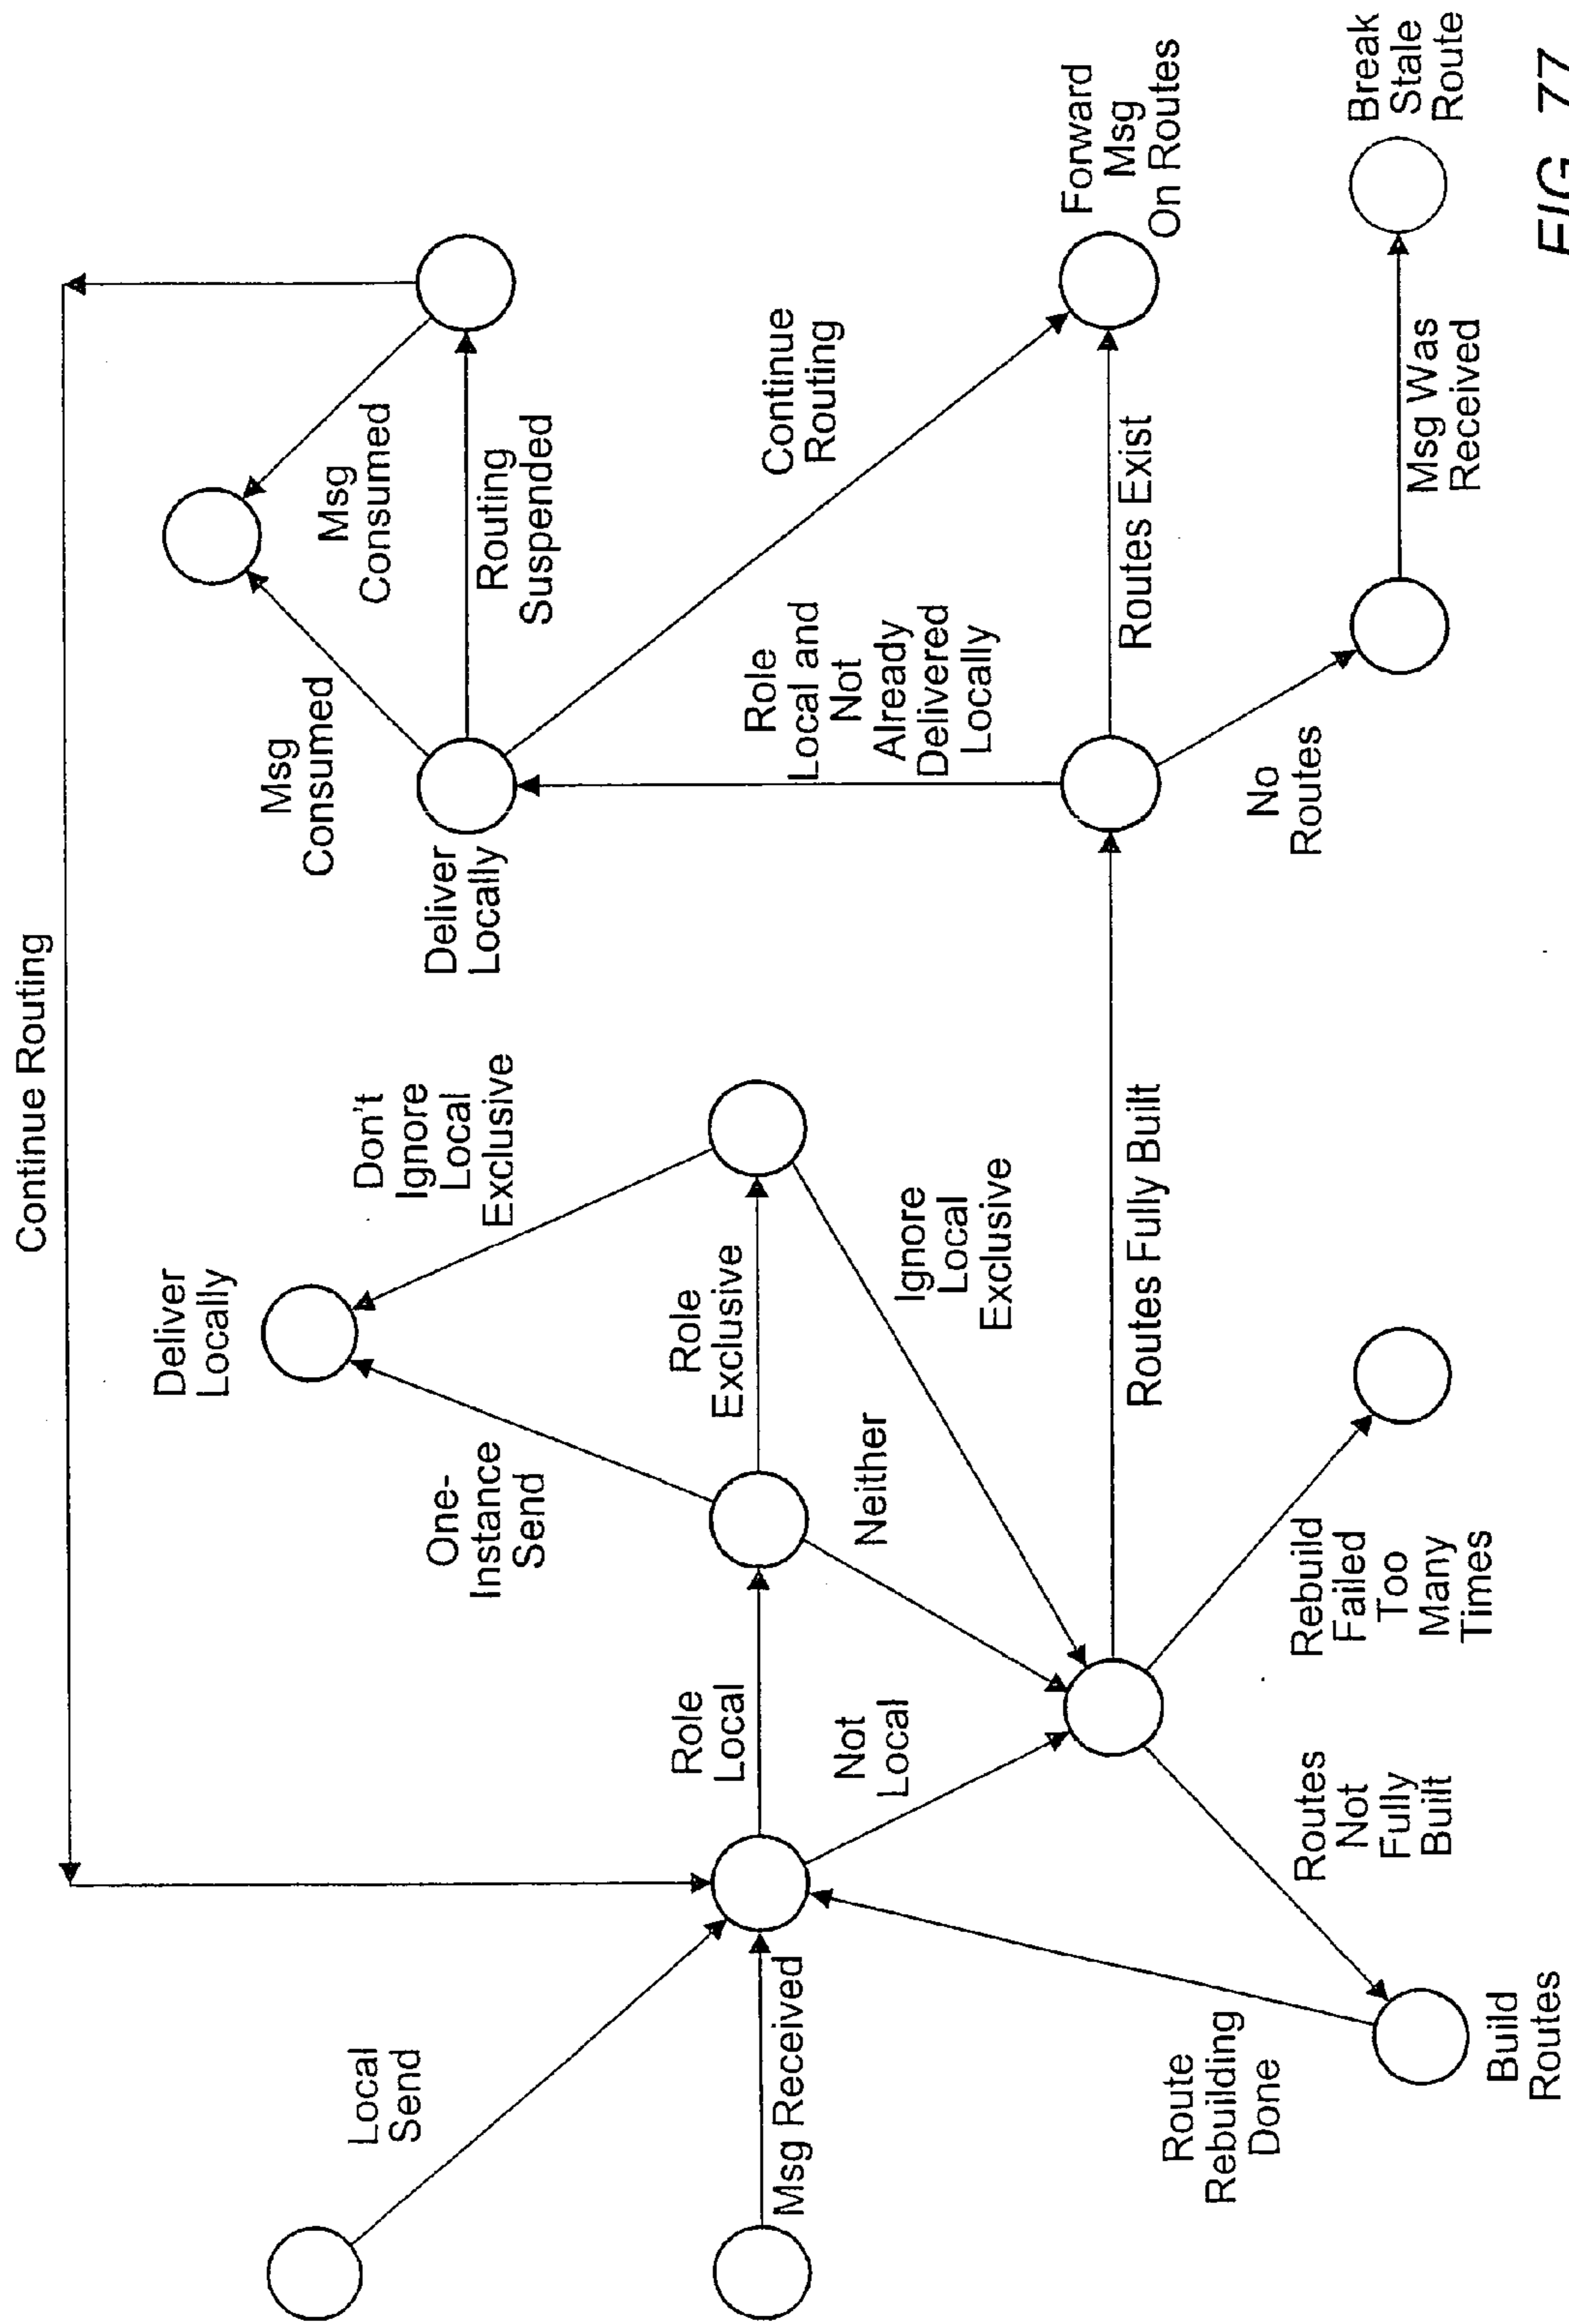 Continue Routing
Local
Send
Msg Received
Route
Rebuilding
Done
Build
Routes
Routes
Not
Fully
Built
Role
Local
Not
Local
One-
Instance
Send
Deliver
Locally
Don't
Ignore
Local
Exclusive
Role
Exclusive
Neither
Ignore
Local
Exclusive
Rebuild
Failed
Too
Many
Times
Routes Fully Built
Deliver
Locally
Msg
Consumed
Msg
Consumed
Routing
Suspended
Role
Local and
Not
Already
Delivered
Locally
Continue
Routing
Routes Exist
No
Routes
Forward
Msg
On Routes
Msg Was
Received
Break
Stale
Route
FIG. 77